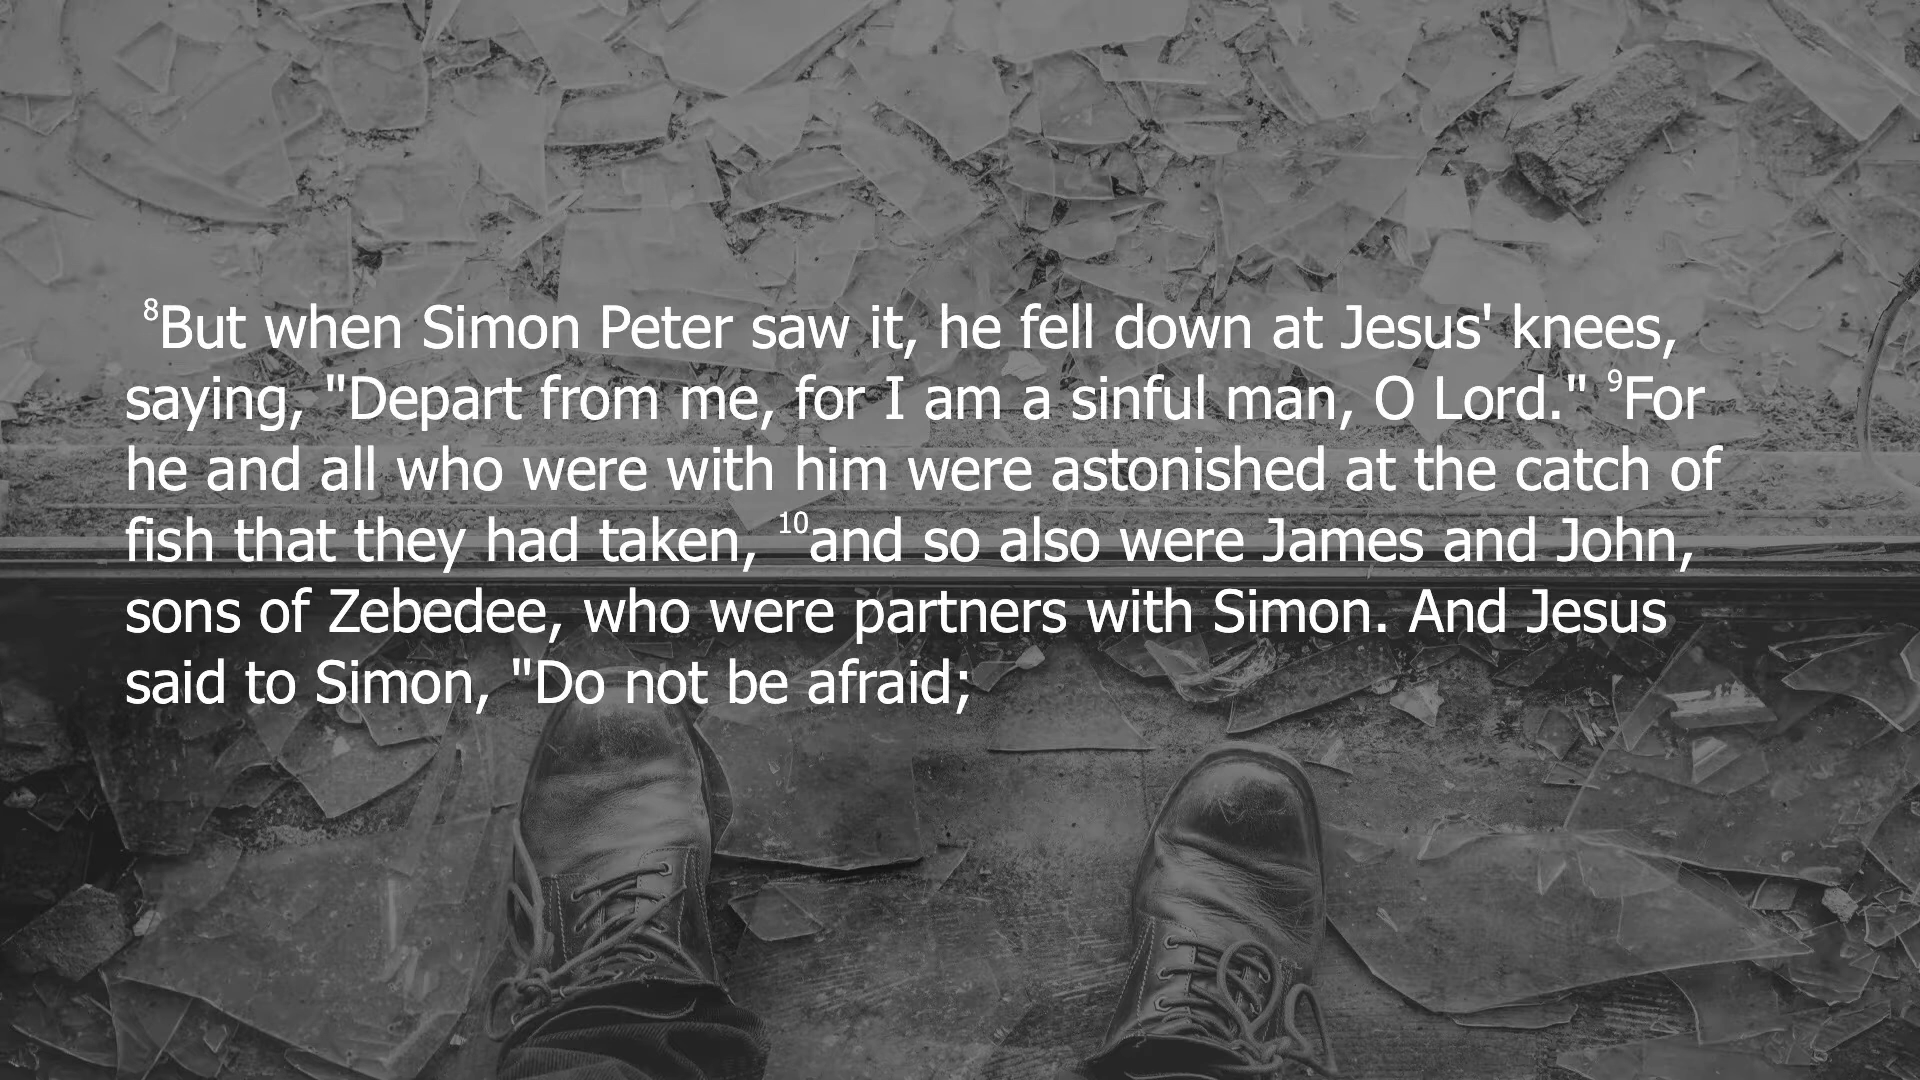 8But when Simon Peter saw it, he fell down at Jesus' knees,
saying, "Depart from me, for I am a sinful man, O Lord." 9For
he and all who were with him were astonished at the catch of
fish that they had taken, 10and so also were James and John,
sons of Zebedee, who were partners with Simon. And Jesus
said to Simon, "Do not be afraid;